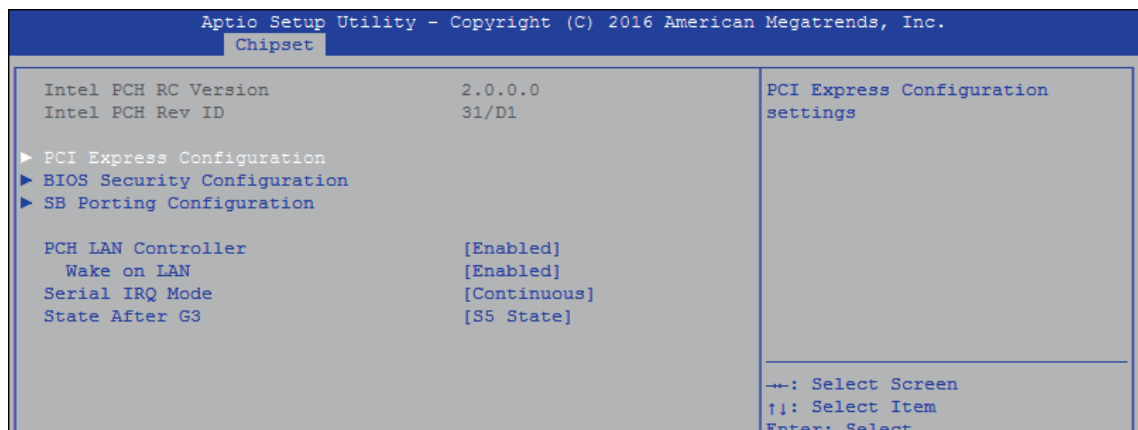 Aptio Setup Utility - Copyright (C) 2016 American Megatrends, Inc.
Chipset
Intel PCH RC Version 2.0.0.0
Intel PCH Rev ID 31/D1
► PCI Express Configuration
► BIOS Security Configuration
► SB Porting Configuration
PCH LAN Controller [Enabled]
Wake on LAN [Enabled]
Serial IRQ Mode [Continuous]
State After G3 [S5 State]
PCI Express Configuration
settings
→←: Select Screen
↑↓: Select Item
Enter: Select